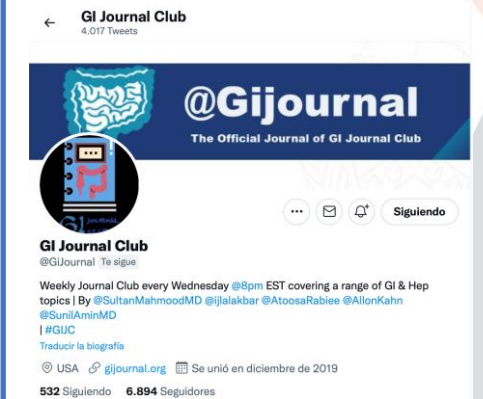 GI Journal Club
4.017 Tweets
@Gijournal
The Official Journal of GI Journal Club
GI
Siguiendo
GI Journal Club
@GIJournal Te sigue
Weekly Journal Club every Wednesday @8pm EST covering a range of GI & Hep
topics | By @SultanMahmoodMD @ijlalakbar @AtoosaRabiee @AllonKahn
@SunilAminMD
| #GIJC
Traducir la biografía
USA gijournal.org Se unió en diciembre de 2019
532 Siguiendo 6.894 Seguidores